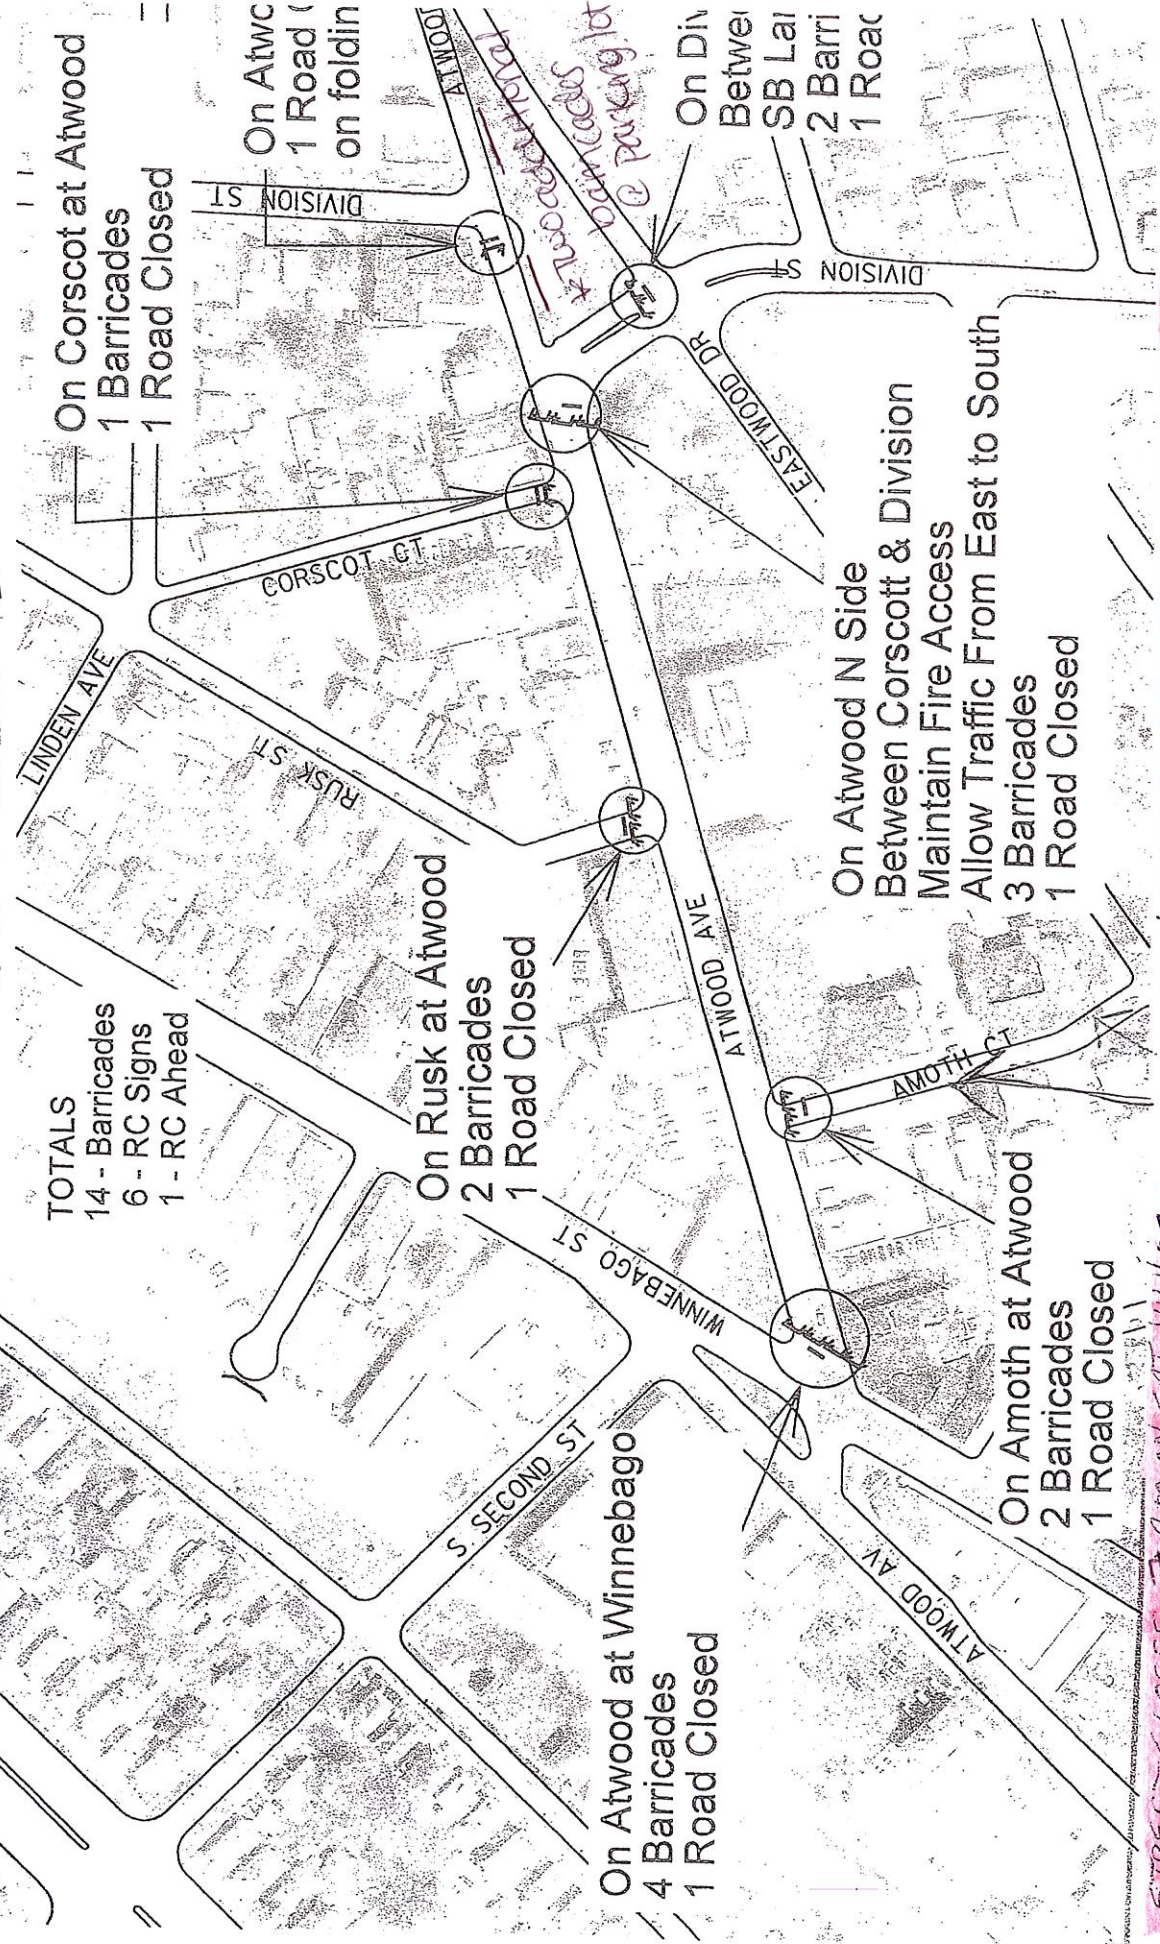 TOTALS
14 - Barricades
6 - RC Signs
1 - RC Ahead
On Corscot at Atwood
1 Barricades
1 Road Closed
On Atwo
1 Road
on foldin
On Rusk at Atwood
2 Barricades
1 Road Closed
On Atwood at Winnebago
4 Barricades
1 Road Closed
On Amoth at Atwood
2 Barricades
1 Road Closed
On Atwood N Side
Between Corscott & Division
Maintain Fire Access
Allow Traffic From East to South
3 Barricades
1 Road Closed
On Div
Betwe
SB La
2 Barri
1 Road
* Two additional
barricades
@ parking lot
LINDEN AVE
RUSK ST
CORSCOT CT
DIVISION ST
ATWOO
DIVISION ST
EASTWOOD DR
ATWOOD AVE
AMOTH CT
WINNEBAGO ST
S SECOND ST
ATWOOD AV